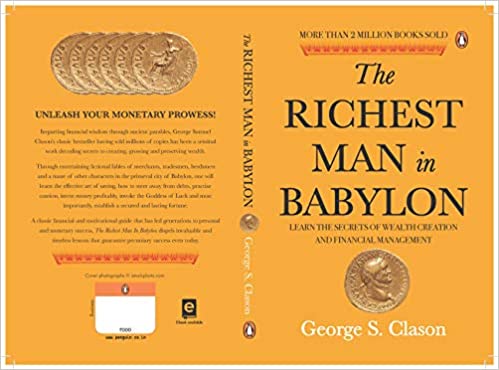 UNLEASH YOUR MONETARY PROWESS!
Imparting financial wisdom through ancient parables, George Samuel
Clason's classic bestseller having sold millions of copies has been a seminal
work decoding secrets to creating, growing and preserving wealth.
Through entertaining fictional fables of merchants, tradesmen, herdsmen
and a many of other characters in the primeval city of Babylon, one will
learn the effective art of saving, how to steer away from debts, practise
caution, invest money profitably, invoke the Goddess of Luck and most
importantly, establish a secured and lasting fortune.
A classic financial and motivational guide that has led generations to personal
and monetary success, The Richest Man In Babylon dispels invaluable and
timeless lessons that guarantee promissory success even today.
Cover photographs © istockphoto.com
Business
₹000
www.penguin.co.in
e
EBook available
The RICHEST MAN in BABYLON
George S. Clason
MORE THAN 2 MILLION BOOKS SOLD
The
RICHEST
MAN in
BABYLON
LEARN THE SECRETS OF WEALTH CREATION
AND FINANCIAL MANAGEMENT
George S. Clason